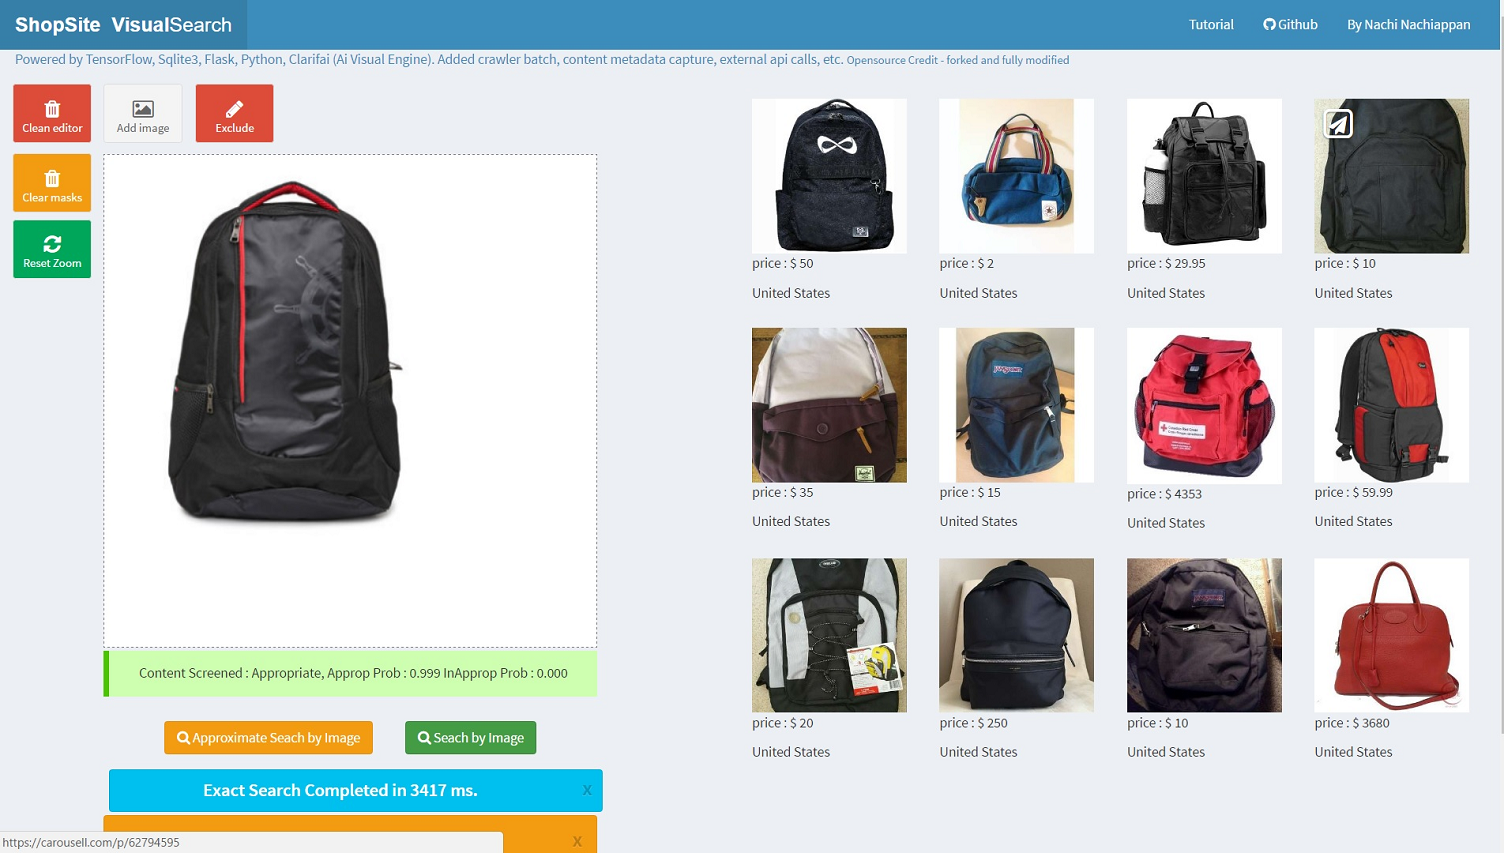 ShopSite VisualSearch
Tutorial
Github
By Nachi Nachiappan
Powered by TensorFlow, Sqlite3, Flask, Python, Clarifai (Ai Visual Engine). Added crawler batch, content metadata capture, external api calls, etc. Opensource Credit - forked and fully modified
Clean editor
Add image
Exclude
Clear masks
Reset Zoom
Content Screened : Appropriate, Approp Prob : 0.999 InApprop Prob : 0.000
Approximate Seach by Image
Seach by Image
Exact Search Completed in 3417 ms.
X
X
https://carousell.com/p/62794595
price : $ 50
United States
price : $ 2
United States
price : $ 29.95
United States
price : $ 10
United States
price : $ 35
United States
JANSPORT
price : $ 15
United States
price : $ 4353
United States
price : $ 59.99
United States
price : $ 20
United States
price : $ 250
United States
JANSPORT
price : $ 10
United States
price : $ 3680
United States